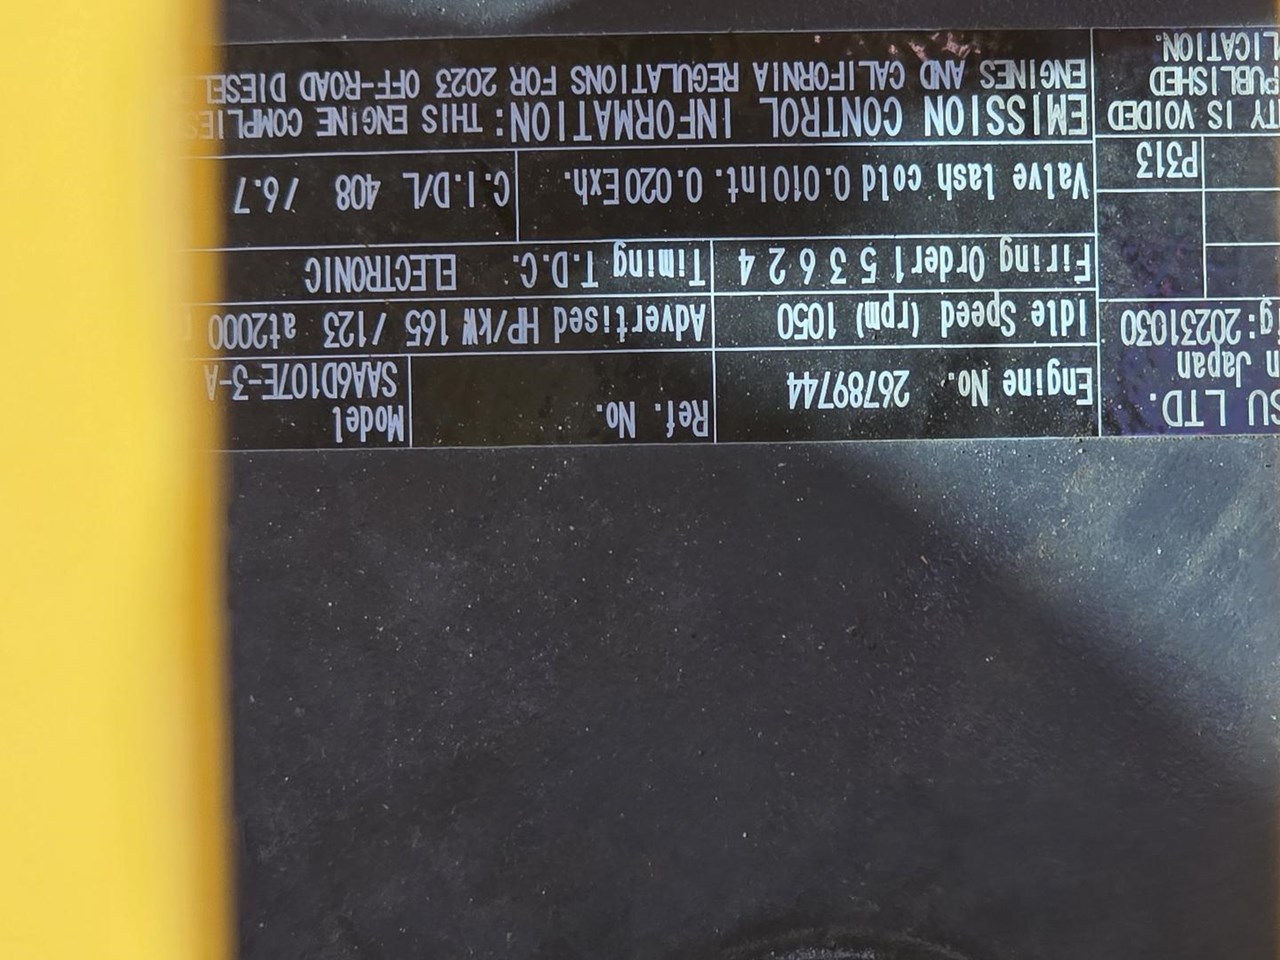 SU LTD.
n Japan
g:20231030
P313
TY IS VOIDED
PUBLISHED
LICATION.
Engine No. 26789744
Ref. No.
Model
SAA6D107E-3-A
Idle Speed (rpm) 1050
Advertised HP/kW 165 /123 at2000
Firing Order1 5 3 6 2 4
Timing T.D.C. ELECTRONIC
Valve lash cold 0.010Int. 0.020Exh.
C.I.D/L 408 /6.7
EMISSION CONTROL INFORMATION: THIS ENGINE COMPLIES
ENGINES AND CALIFORNIA REGULATIONS FOR 2023 OFF-ROAD DIESEL